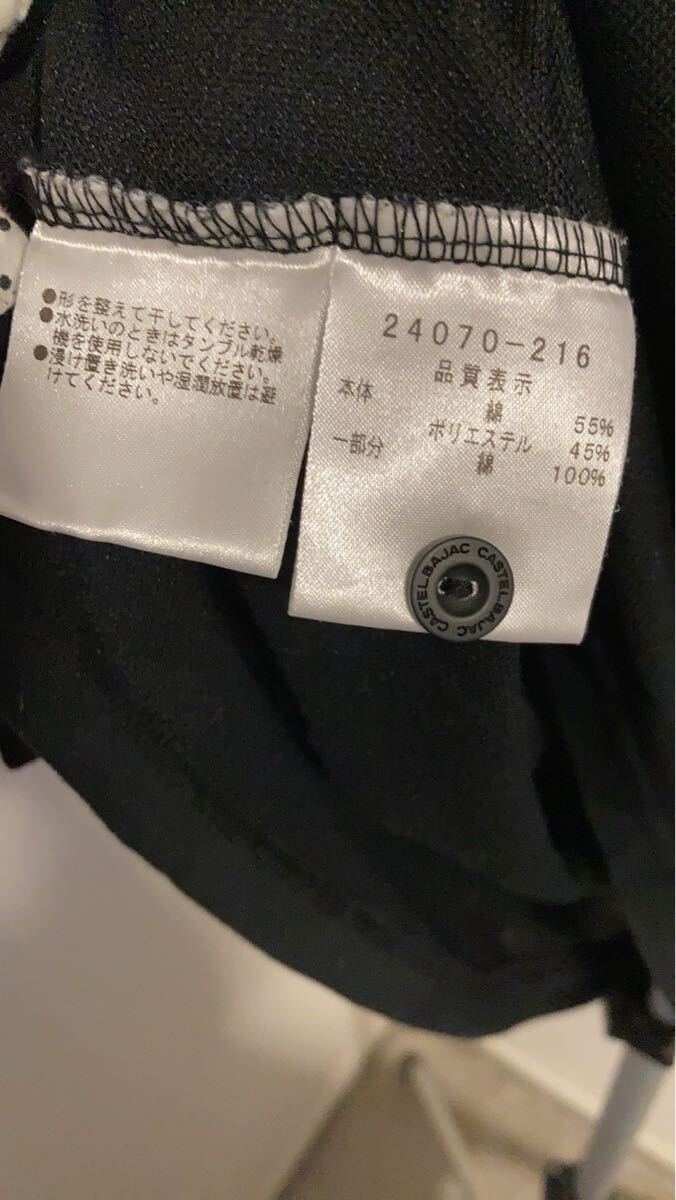 ●形を整えて干してください。
●水洗いのときはタンブル乾燥
機を使用しないでください。
●浸け置き洗いや湿潤放置は避
けてください。
24070-216
品質表示
本体 綿 55%
ポリエステル 45%
一部分 綿 100%
CASTELBAJAC CASTELBAJAC